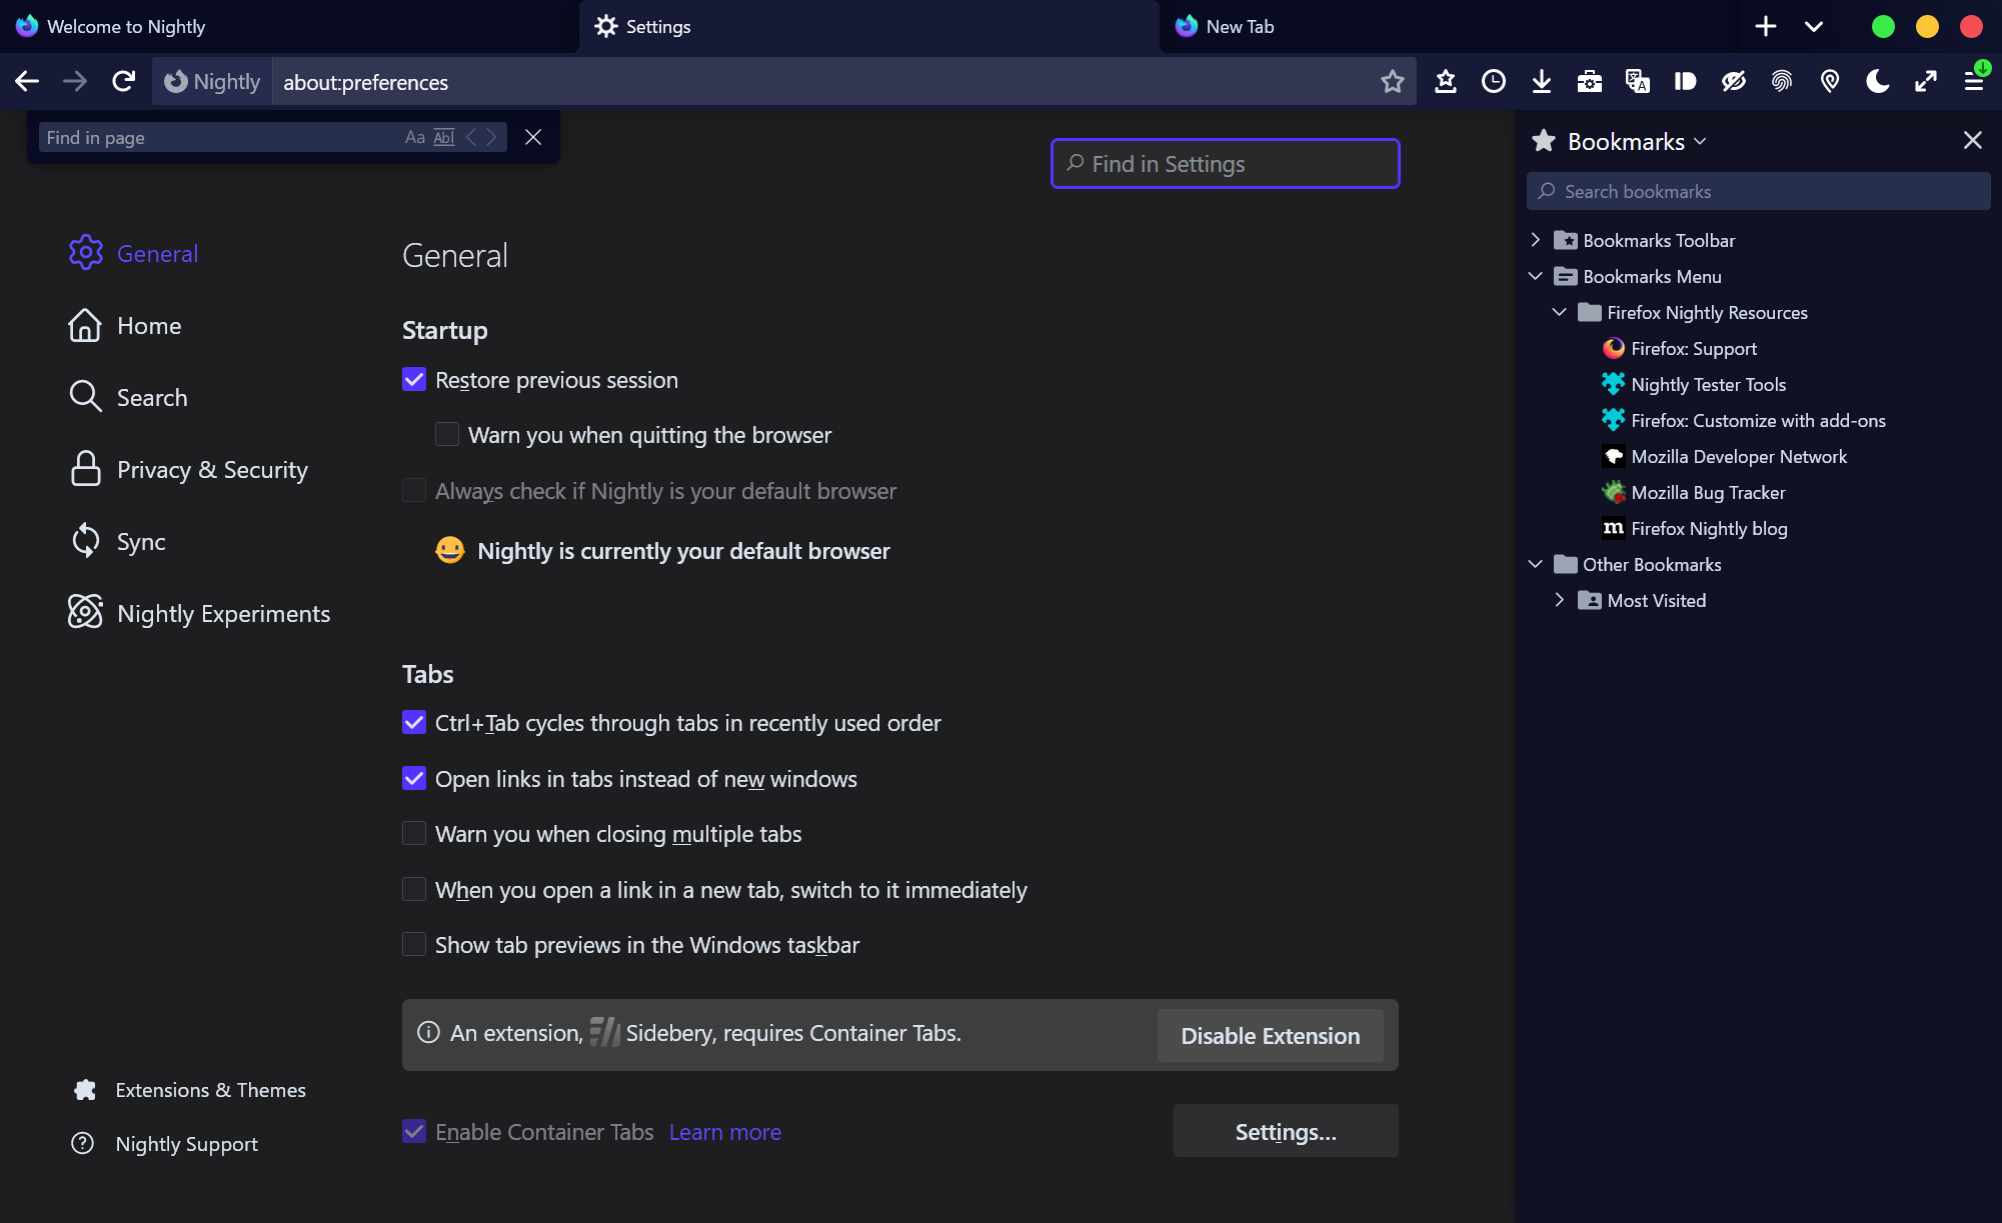 Welcome to Nightly
Settings
New Tab
Nightly
about:preferences
Find in page
Aa
Abl
Find in Settings
General
Home
Search
Privacy & Security
Sync
Nightly Experiments
Extensions & Themes
Nightly Support
General
Startup
Restore previous session
Warn you when quitting the browser
Always check if Nightly is your default browser
Nightly is currently your default browser
Tabs
Ctrl+Tab cycles through tabs in recently used order
Open links in tabs instead of new windows
Warn you when closing multiple tabs
When you open a link in a new tab, switch to it immediately
Show tab previews in the Windows taskbar
An extension, Sidebery, requires Container Tabs.
Disable Extension
Enable Container Tabs Learn more
Settings...
Bookmarks
Search bookmarks
Bookmarks Toolbar
Bookmarks Menu
Firefox Nightly Resources
Firefox: Support
Nightly Tester Tools
Firefox: Customize with add-ons
Mozilla Developer Network
Mozilla Bug Tracker
m Firefox Nightly blog
Other Bookmarks
Most Visited